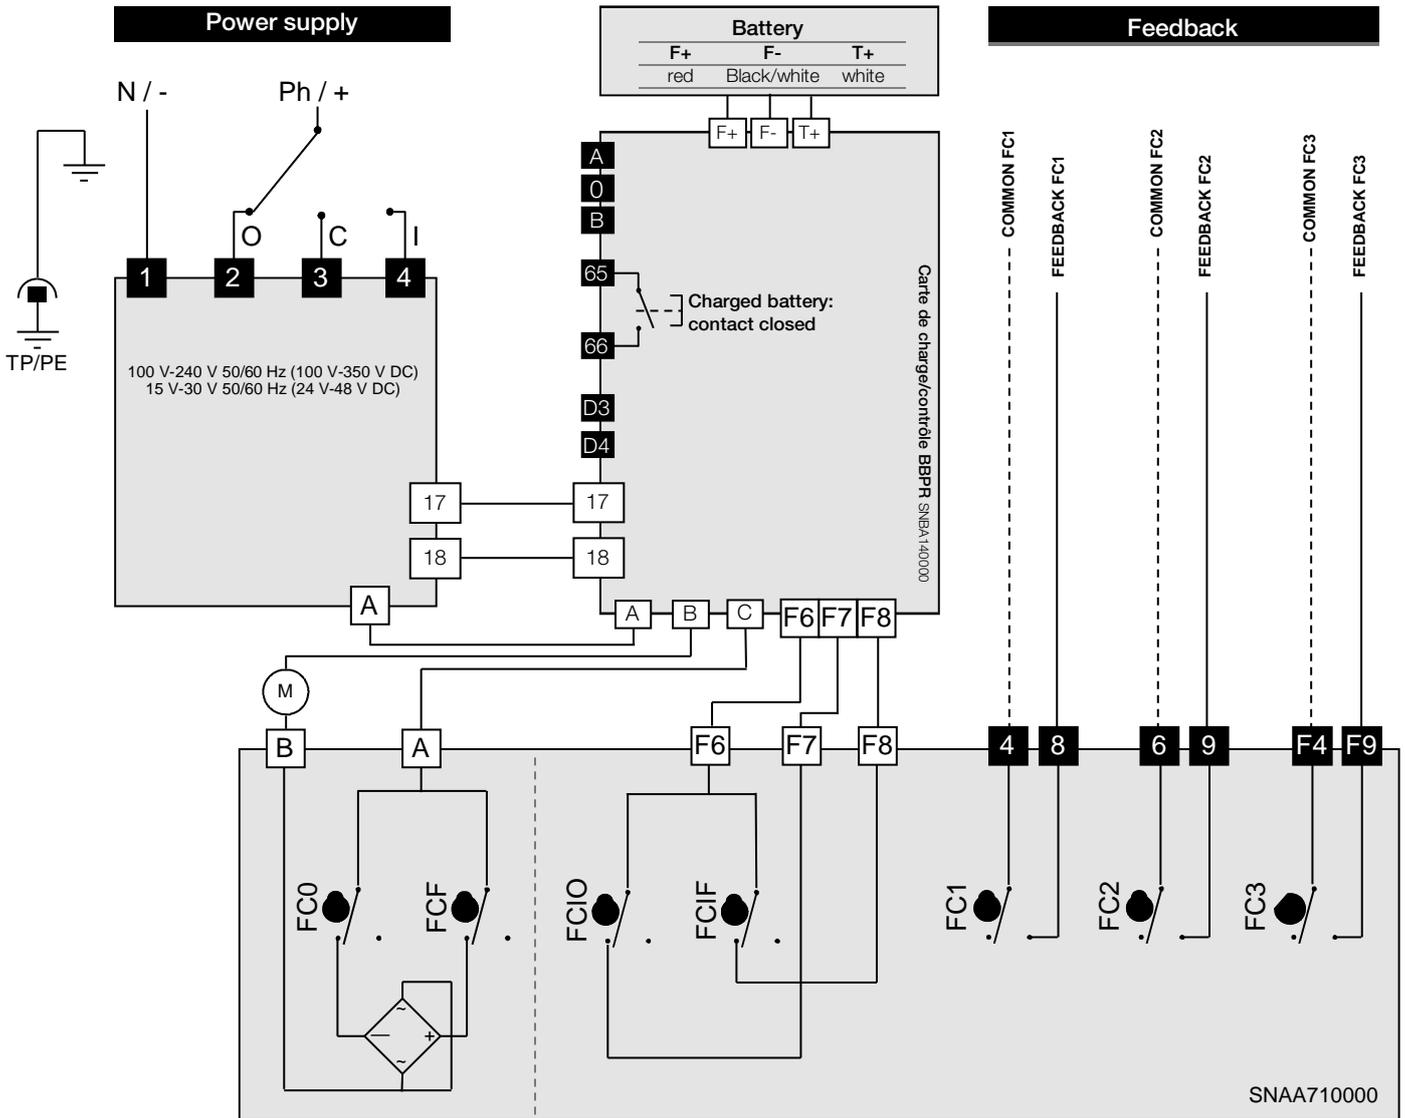 Power supply
Battery
F+ F- T+
red Black/white white
Feedback
N / -
Ph / +
O
C
I
1
2
3
4
TP/PE
100 V-240 V 50/60 Hz (100 V-350 V DC)
15 V-30 V 50/60 Hz (24 V-48 V DC)
17
18
A
F+
F-
T+
A
0
B
65
66
Charged battery:
contact closed
D3
D4
17
18
Carte de charge/contrôle BBPR SNBA140000
A
B
C
F6
F7
F8
COMMON FC1
FEEDBACK FC1
COMMON FC2
FEEDBACK FC2
COMMON FC3
FEEDBACK FC3
M
B
A
F6
F7
F8
4
8
6
9
F4
F9
FC0
FCF
FCIO
FCIF
FC1
FC2
FC3
~
—
+
~
SNAA710000